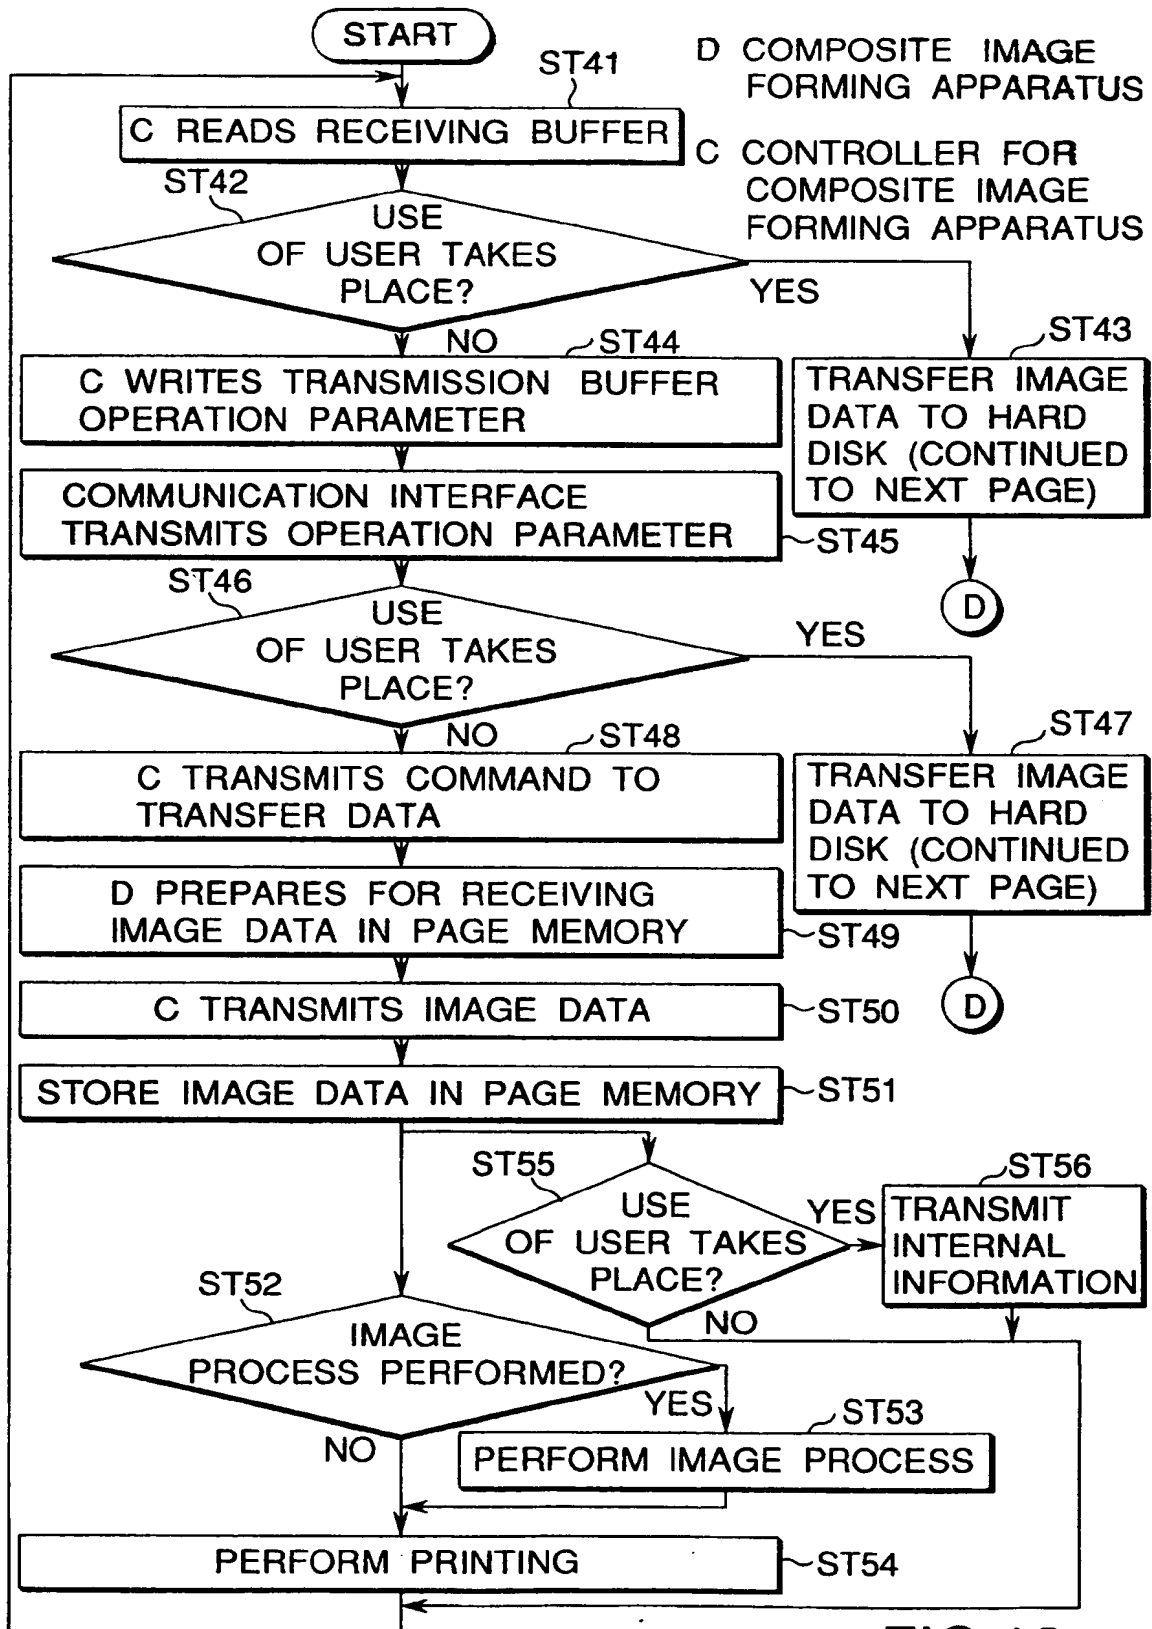 START
D COMPOSITE IMAGE
FORMING APPARATUS
ST41
C READS RECEIVING BUFFER
C CONTROLLER FOR
COMPOSITE IMAGE
FORMING APPARATUS
ST42
USE
OF USER TAKES
PLACE?
YES
NO
ST43
TRANSFER IMAGE
DATA TO HARD
DISK (CONTINUED
TO NEXT PAGE)
D
ST44
C WRITES TRANSMISSION BUFFER
OPERATION PARAMETER
COMMUNICATION INTERFACE
TRANSMITS OPERATION PARAMETER
ST45
ST46
USE
OF USER TAKES
PLACE?
YES
NO
ST47
TRANSFER IMAGE
DATA TO HARD
DISK (CONTINUED
TO NEXT PAGE)
D
ST48
C TRANSMITS COMMAND TO
TRANSFER DATA
D PREPARES FOR RECEIVING
IMAGE DATA IN PAGE MEMORY
ST49
C TRANSMITS IMAGE DATA
ST50
STORE IMAGE DATA IN PAGE MEMORY
ST51
ST55
USE
OF USER TAKES
PLACE?
YES
NO
ST56
TRANSMIT
INTERNAL
INFORMATION
ST52
IMAGE
PROCESS PERFORMED?
YES
NO
ST53
PERFORM IMAGE PROCESS
PERFORM PRINTING
ST54